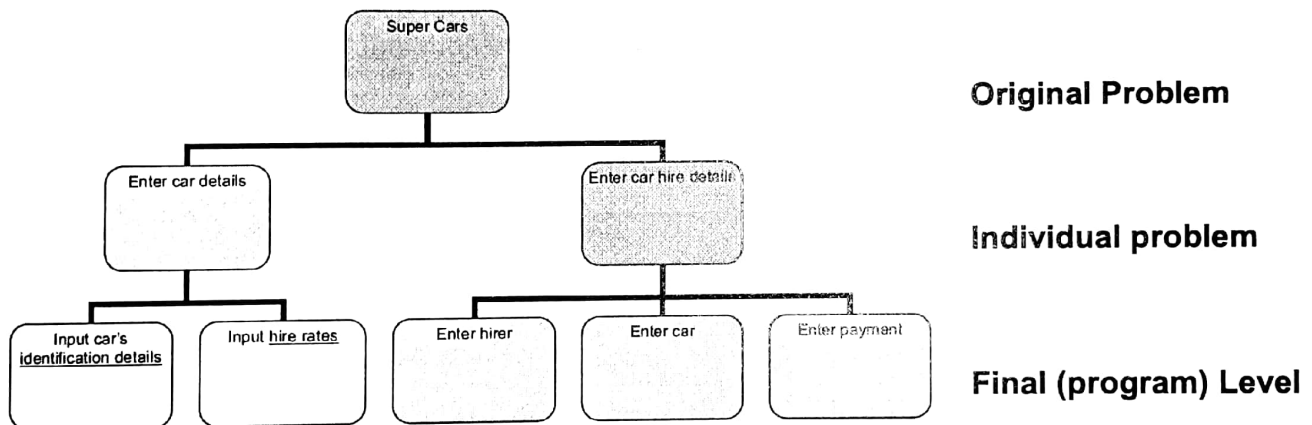 Super Cars
Original Problem
Enter car details
Enter car hire details
Individual problem
Input car's
identification details
Input hire rates
Enter hirer
Enter car
Enter payment
Final (program) Level